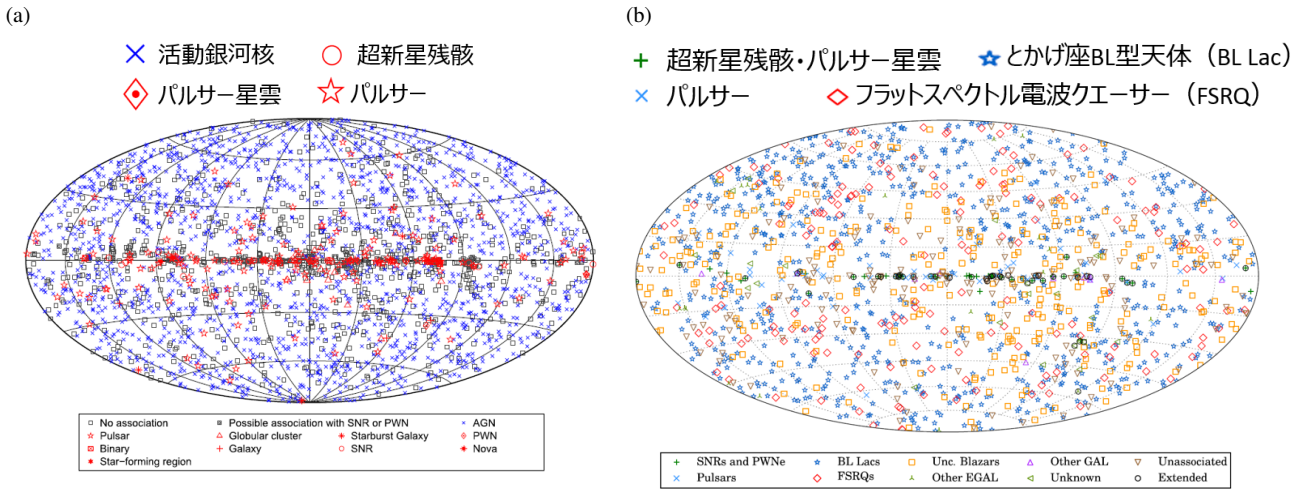 (a)
活動銀河核 超新星残骸
パルサー星雲 パルサー
No association Possible association with SNR or PWN AGN
Pulsar Globular cluster Starburst Galaxy PWN
Binary Galaxy SNR Nova
Star-forming region
(b)
超新星残骸・パルサー星雲 とかげ座BL型天体（BL Lac）
パルサー フラットスペクトル電波クエーサー（FSRQ）
SNRs and PWNe BL Lacs Unc. Blazars Other GAL Unassociated
Pulsars FSRQs Other EGAL Unknown Extended